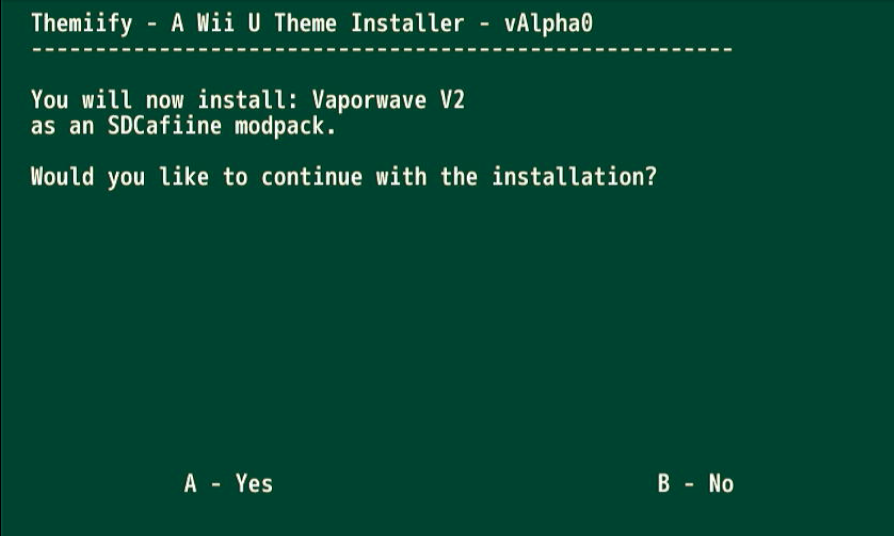 Themiify - A Wii U Theme Installer - vAlpha0
-------------------------------------------------------
You will now install: Vaporwave V2
as an SDCafiine modpack.
Would you like to continue with the installation?
A - Yes
B - No